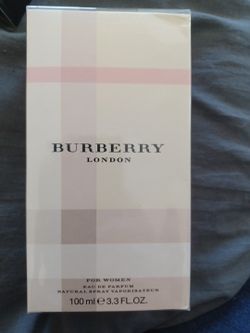 BURBERRY
LONDON
FOR WOMEN
EAU DE PARFUM
NATURAL SPRAY VAPORISATEUR
100 ml e 3.3 FL.OZ.